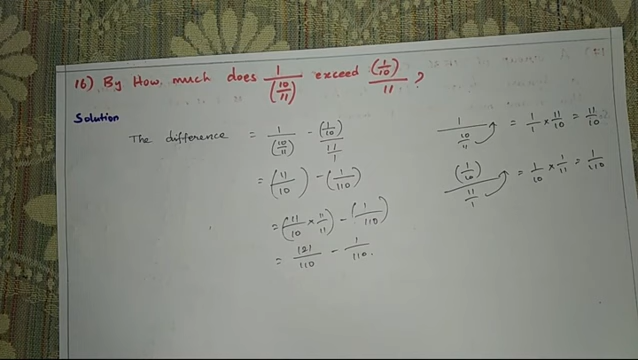 16) By How much does 1/(10/11) exceed (1/10)/11 ?
Solution
The difference = 1/(10/11) - (1/10)/(11/1)
= (11/10) - (1/110)
= (11/10 × 11/11) - (1/110)
= 121/110 - 1/110.
1/(10/11) = 1/1 × 11/10 = 11/10
(1/10)/(11/1) = 1/10 × 1/11 = 1/110